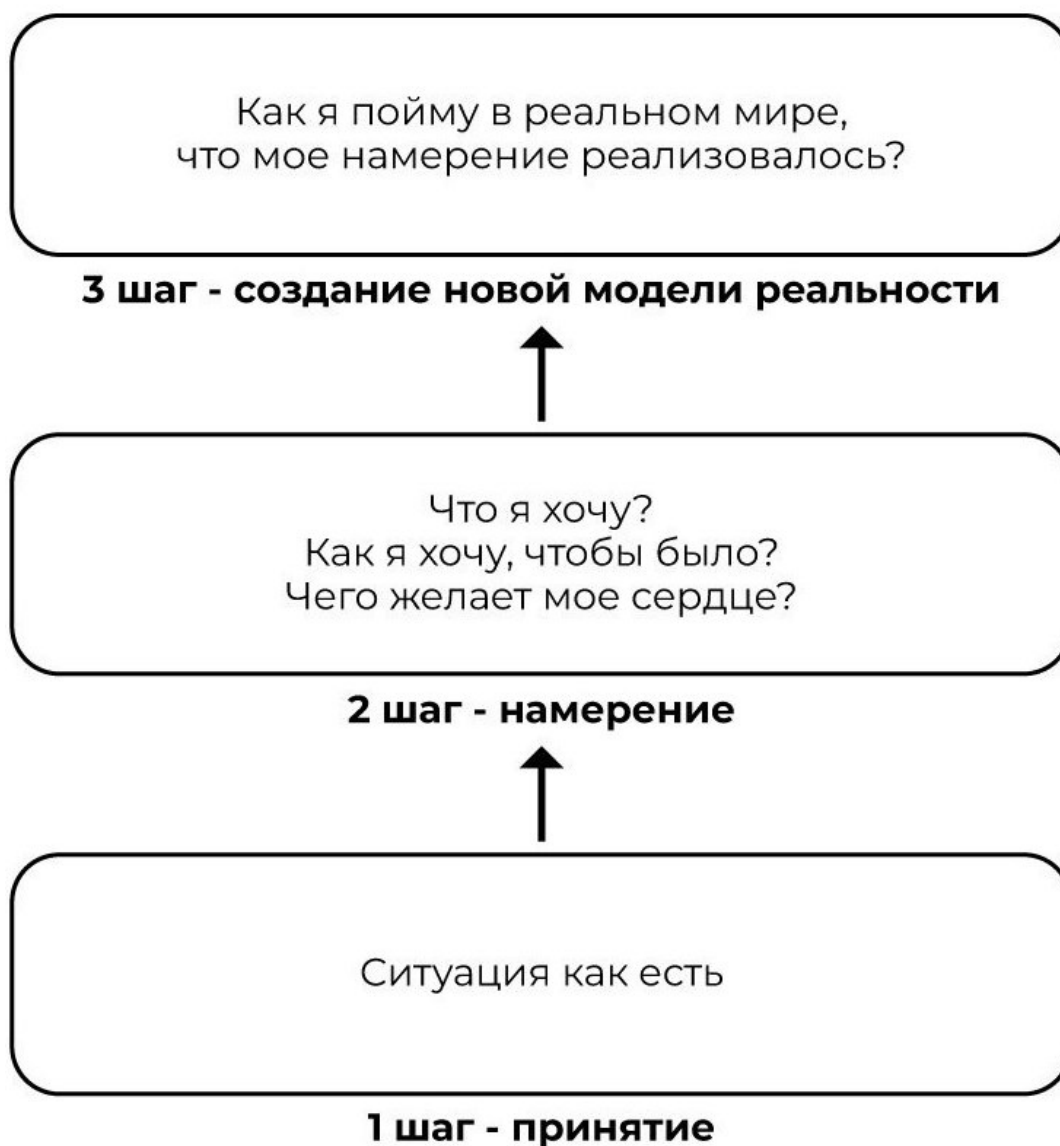 Как я пойму в реальном мире,
что мое намерение реализовалось?
3 шаг - создание новой модели реальности
Что я хочу?
Как я хочу, чтобы было?
Чего желает мое сердце?
2 шаг - намерение
Ситуация как есть
1 шаг - принятие